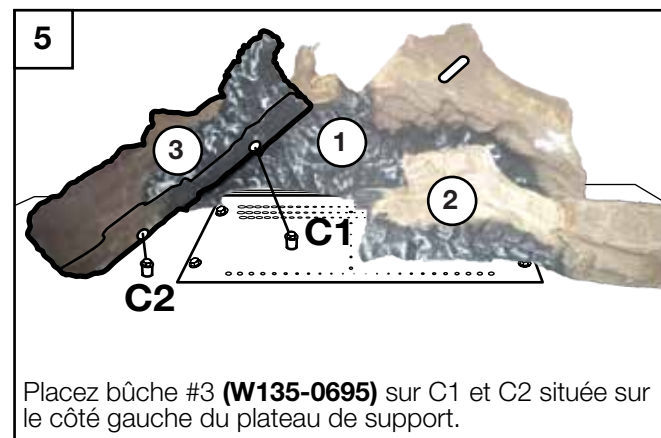 5
3
1
2
C1
C2
Placez bûche #3 (W135-0695) sur C1 et C2 située sur
le côté gauche du plateau de support.